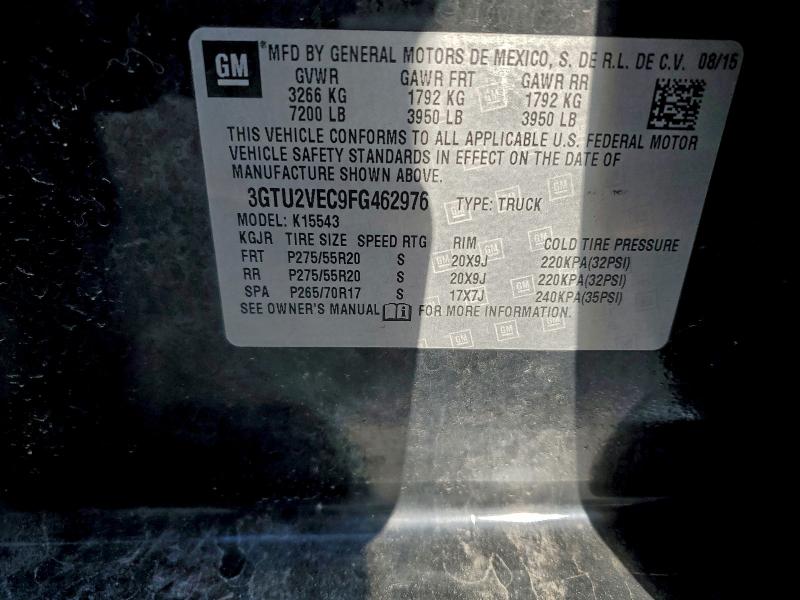 GM ®MFD BY GENERAL MOTORS DE MEXICO, S. DE R.L. DE C.V. 08/15
GVWR GAWR FRT GAWR RR
3266 KG 1792 KG 1792 KG
7200 LB 3950 LB 3950 LB
THIS VEHICLE CONFORMS TO ALL APPLICABLE U.S. FEDERAL MOTOR
VEHICLE SAFETY STANDARDS IN EFFECT ON THE DATE OF
MANUFACTURE SHOWN ABOVE.
3GTU2VEC9FG462976 TYPE: TRUCK
MODEL: K15543
KGJR TIRE SIZE SPEED RTG RIM COLD TIRE PRESSURE
FRT P275/55R20 S 20X9J 220KPA(32PSI)
RR P275/55R20 S 20X9J 220KPA(32PSI)
SPA P265/70R17 S 17X7J 240KPA(35PSI)
SEE OWNER'S MANUAL FOR MORE INFORMATION.